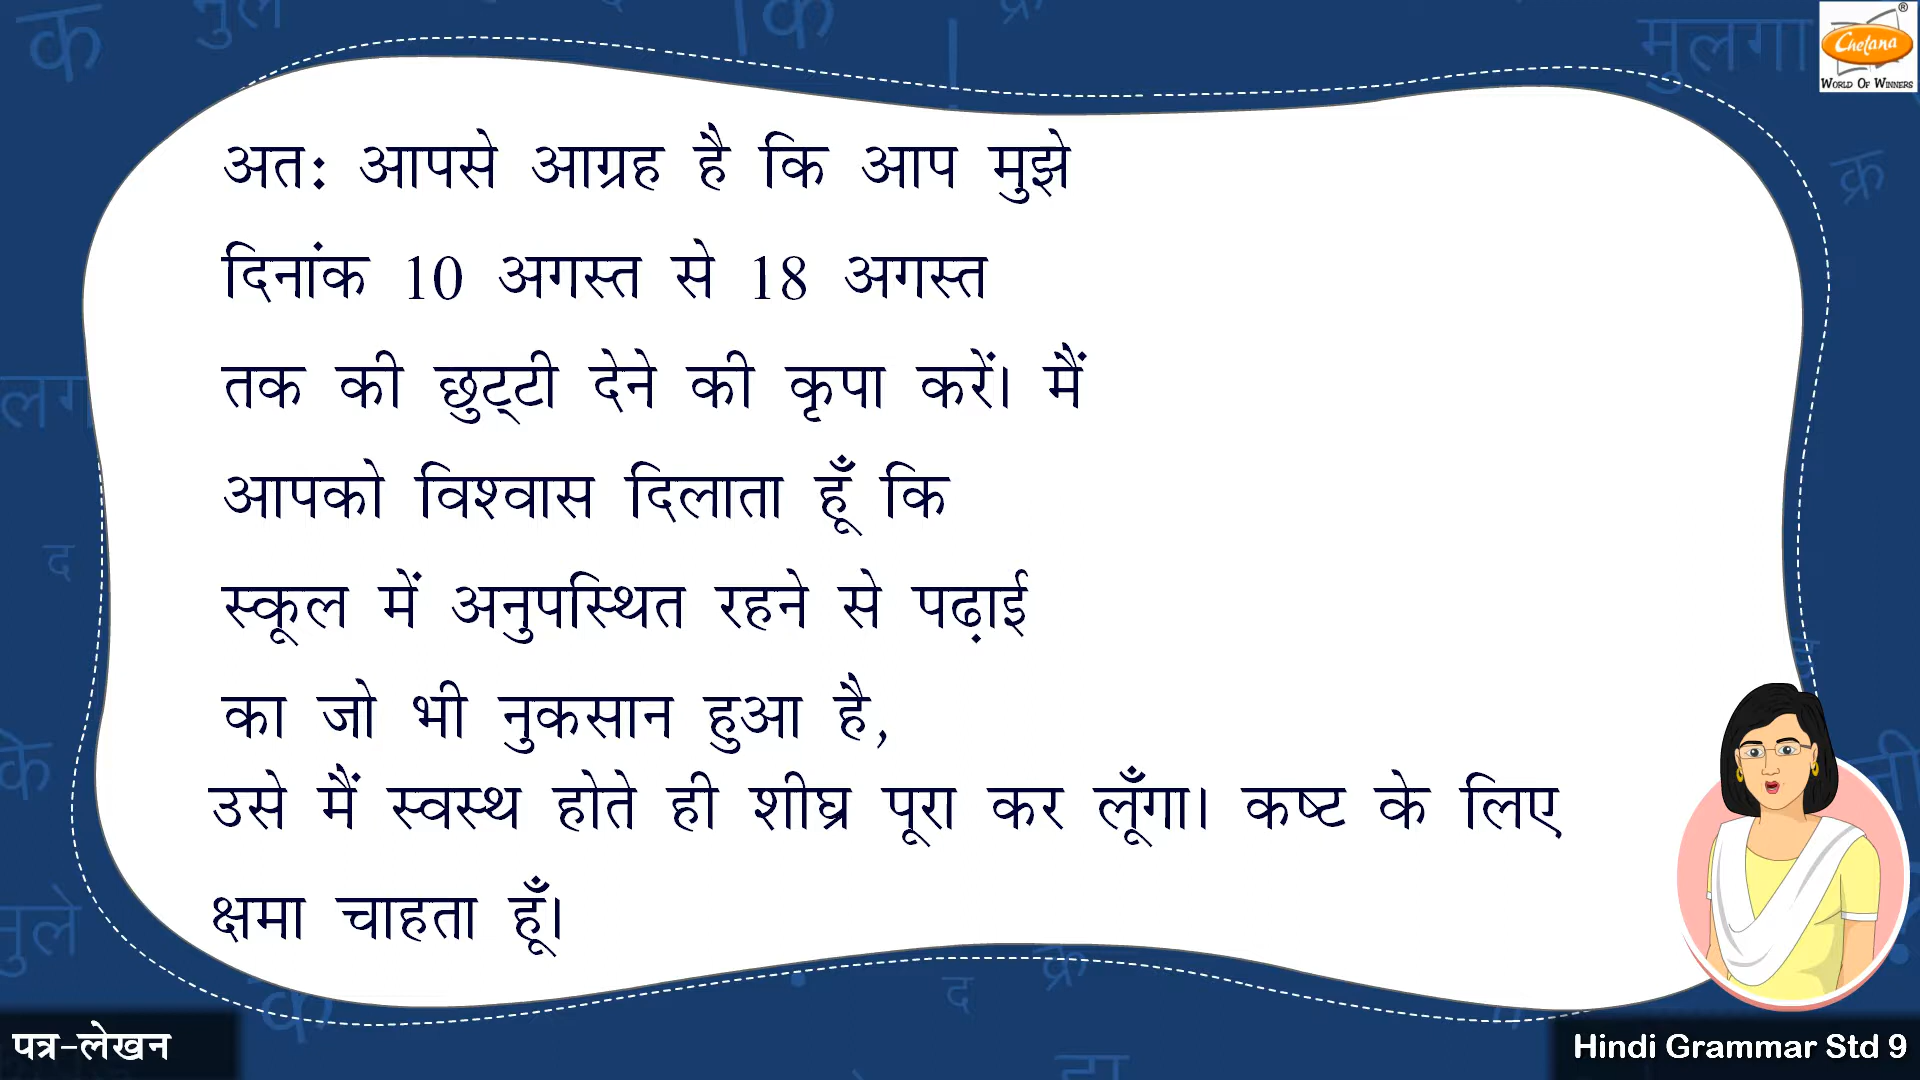 Chetana
®
WORLD OF WINNERS
अतः आपसे आग्रह है कि आप मुझे
दिनांक 10 अगस्त से 18 अगस्त
तक की छुट्टी देने की कृपा करें। मैं
आपको विश्वास दिलाता हूँ कि
स्कूल में अनुपस्थित रहने से पढ़ाई
का जो भी नुकसान हुआ है,
उसे मैं स्वस्थ होते ही शीघ्र पूरा कर लूँगा। कष्ट के लिए
क्षमा चाहता हूँ।
पत्र-लेखन
Hindi Grammar Std 9